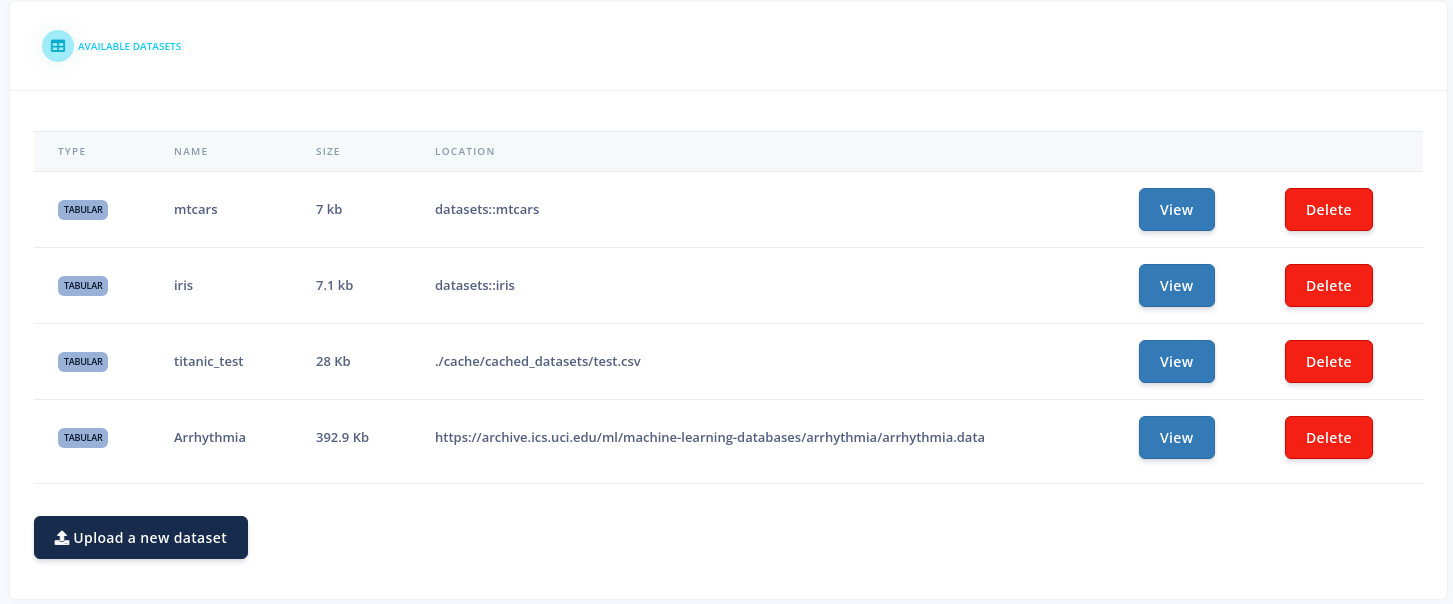 AVAILABLE DATASETS
TYPE NAME SIZE LOCATION
TABULAR mtcars 7 kb datasets::mtcars View Delete
TABULAR iris 7.1 kb datasets::iris View Delete
TABULAR titanic_test 28 Kb ./cache/cached_datasets/test.csv View Delete
TABULAR Arrhythmia 392.9 Kb https://archive.ics.uci.edu/ml/machine-learning-databases/arrhythmia/arrhythmia.data View Delete
Upload a new dataset